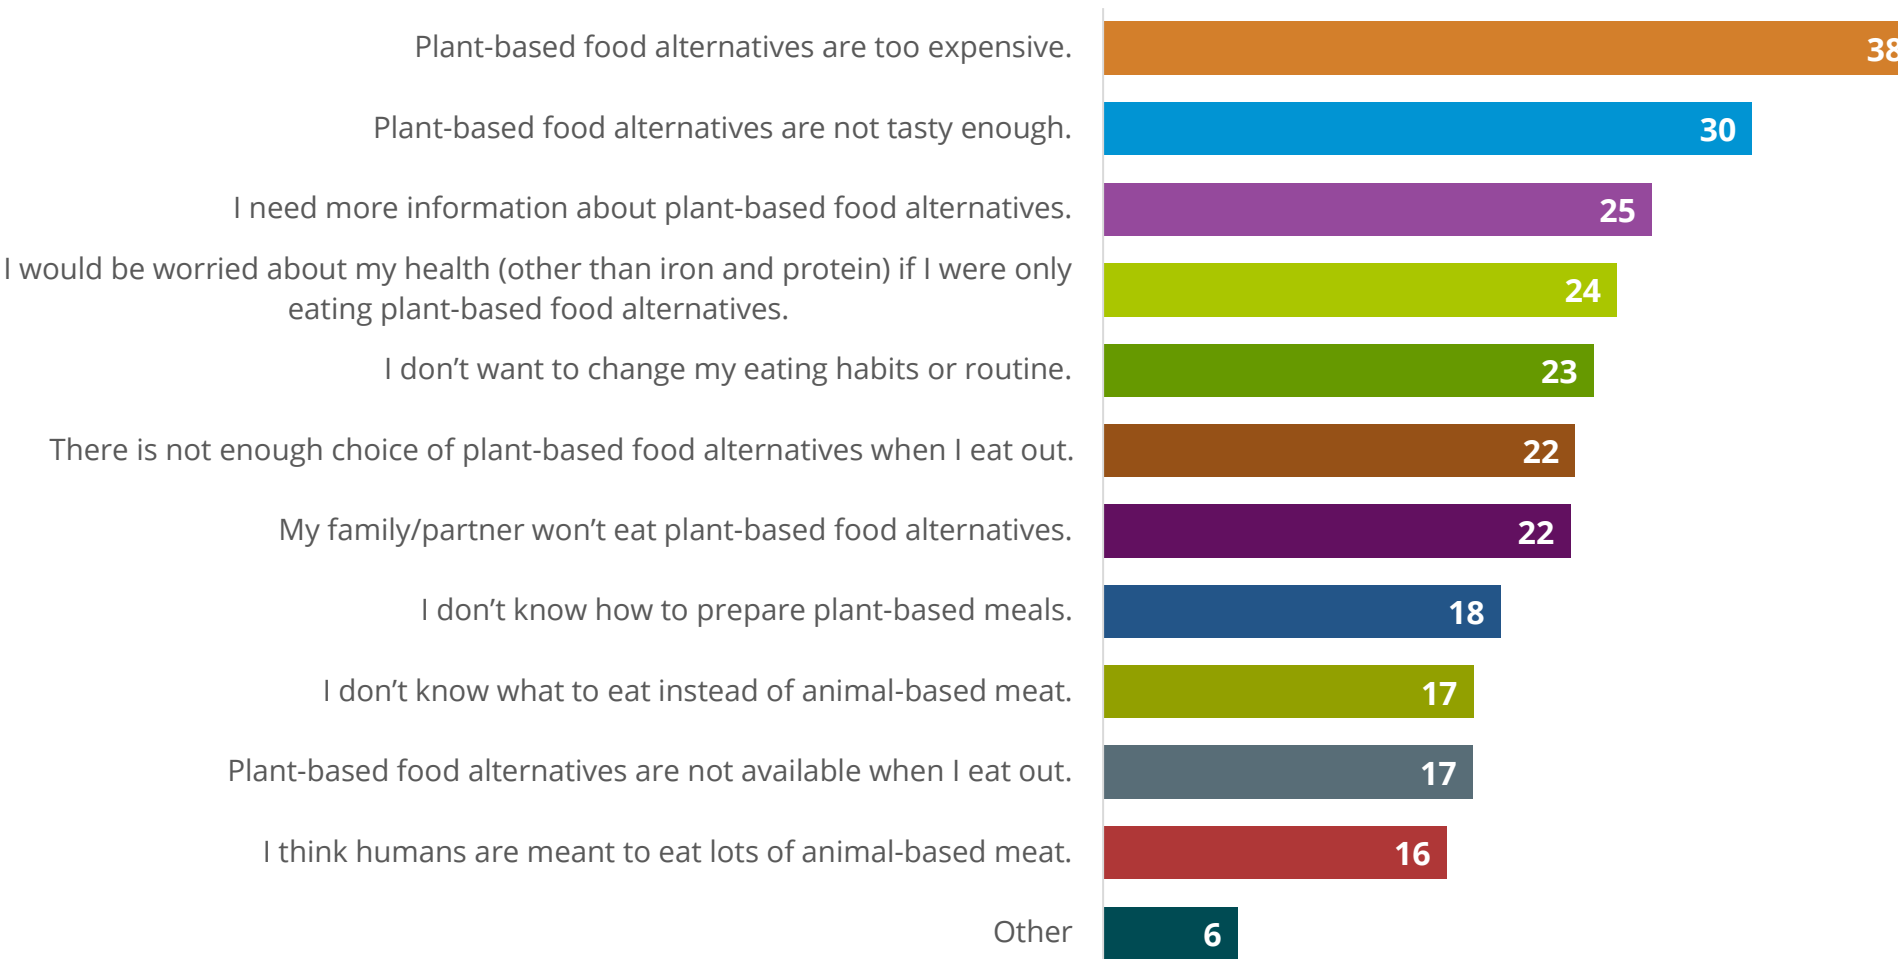 Plant-based food alternatives are too expensive.
38
Plant-based food alternatives are not tasty enough.
30
I need more information about plant-based food alternatives.
25
I would be worried about my health (other than iron and protein) if I were only
eating plant-based food alternatives.
24
I don’t want to change my eating habits or routine.
23
There is not enough choice of plant-based food alternatives when I eat out.
22
My family/partner won’t eat plant-based food alternatives.
22
I don’t know how to prepare plant-based meals.
18
I don’t know what to eat instead of animal-based meat.
17
Plant-based food alternatives are not available when I eat out.
17
I think humans are meant to eat lots of animal-based meat.
16
Other
6